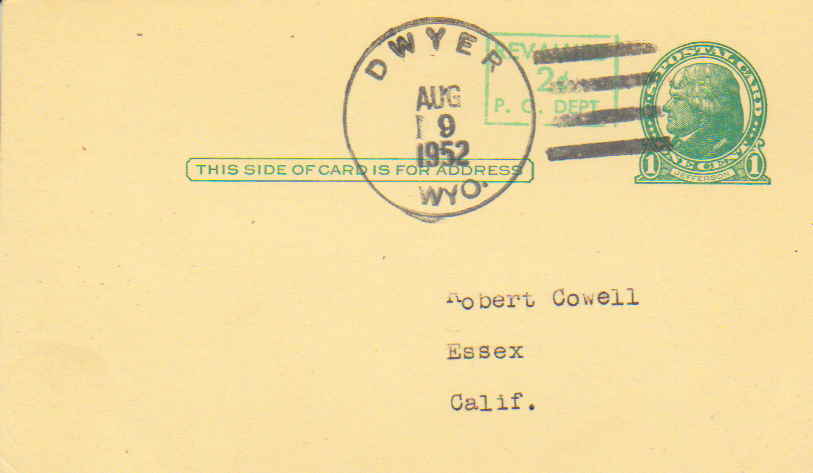 DWYER
AUG
9
1952
WYO.
REVALUED
2¢
P. O. DEPT
U.S. POSTAL CARD
ONE CENT
1 JEFFERSON 1
THIS SIDE OF CARD IS FOR ADDRESS
Robert Cowell
Essex
Calif.